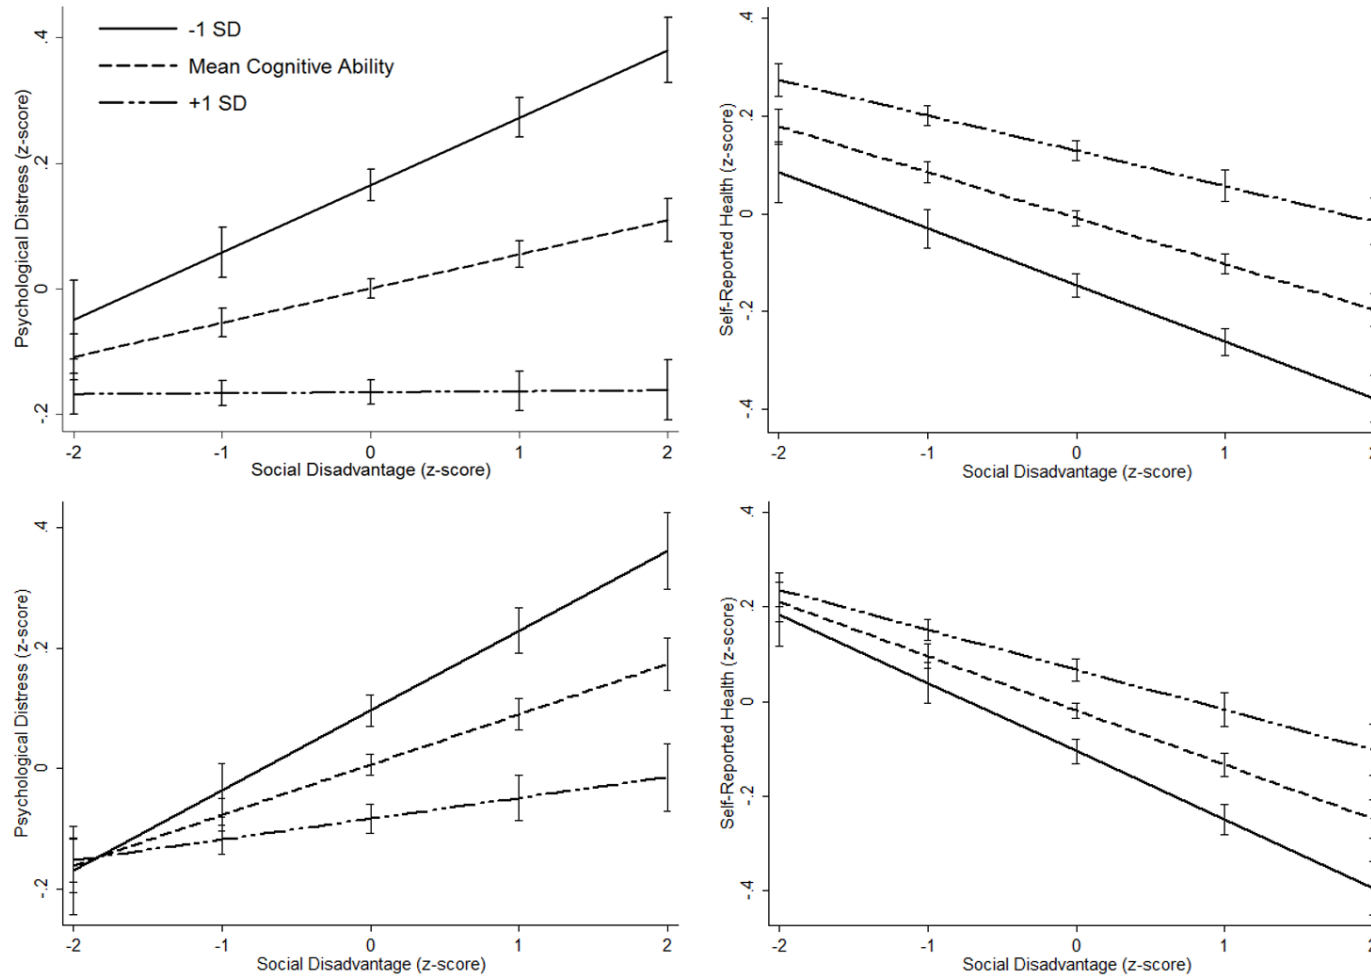 -1 SD
Mean Cognitive Ability
+1 SD
Psychological Distress (z-score)
.4
.2
0
-.2
-2 -1 0 1 2
Social Disadvantage (z-score)
Self-Reported Health (z-score)
.4
.2
0
-.2
-.4
-2 -1 0 1 2
Social Disadvantage (z-score)
Psychological Distress (z-score)
.4
.2
0
-.2
-2 -1 0 1 2
Social Disadvantage (z-score)
Self-Reported Health (z-score)
.4
.2
0
-.2
-.4
-2 -1 0 1 2
Social Disadvantage (z-score)